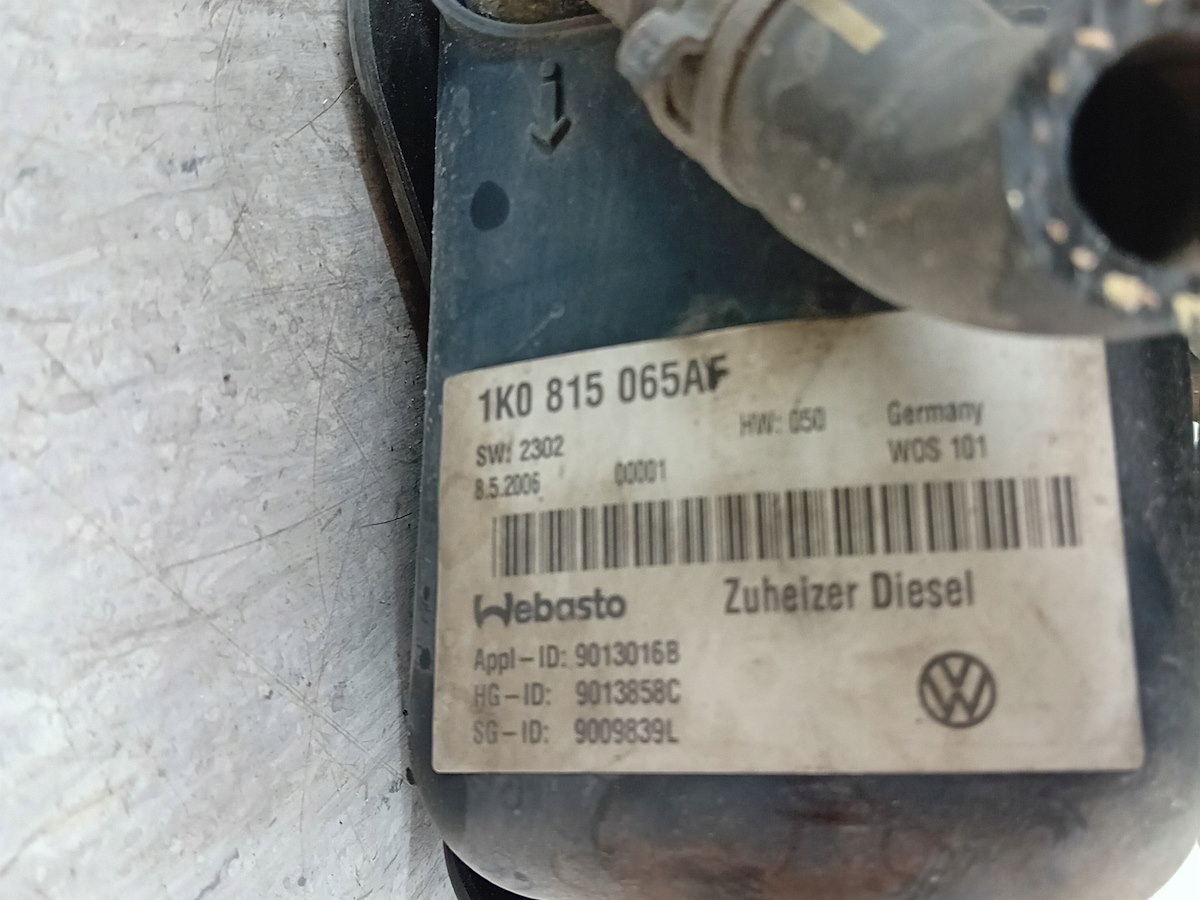 1K0 815 065AF
HW: 050 Germany
SW: 2302 WOS 101
8.5.2006 00001
Webasto Zuheizer Diesel
Appl-ID: 9013016B
HG-ID: 9013858C
SG-ID: 9009839L
VW